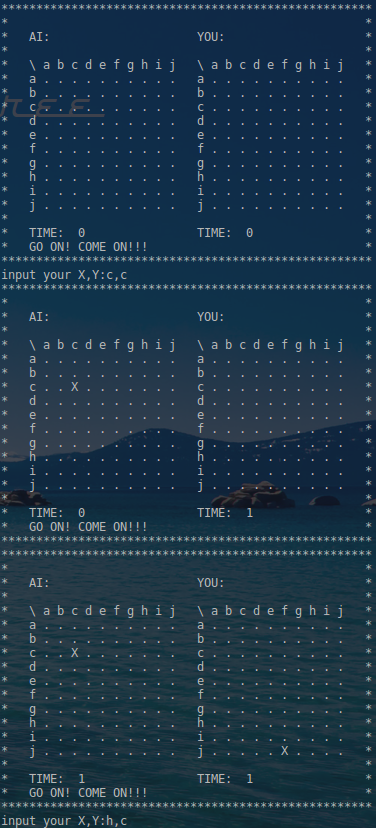 *****************************************************
*                                                   *
*   AI:                     YOU:                    *
*                                                   *
*   \ a b c d e f g h i j   \ a b c d e f g h i j   *
*   a . . . . . . . . . .   a . . . . . . . . . .   *
*   b . . . . . . . . . .   b . . . . . . . . . .   *
*   c . . . . . . . . . .   c . . . . . . . . . .   *
*   d . . . . . . . . . .   d . . . . . . . . . .   *
*   e . . . . . . . . . .   e . . . . . . . . . .   *
*   f . . . . . . . . . .   f . . . . . . . . . .   *
*   g . . . . . . . . . .   g . . . . . . . . . .   *
*   h . . . . . . . . . .   h . . . . . . . . . .   *
*   i . . . . . . . . . .   i . . . . . . . . . .   *
*   j . . . . . . . . . .   j . . . . . . . . . .   *
*                                                   *
*   TIME:  0                TIME:  0                *
*   GO ON! COME ON!!!                               *
*****************************************************
input your X,Y:c,c
*****************************************************
*                                                   *
*   AI:                     YOU:                    *
*                                                   *
*   \ a b c d e f g h i j   \ a b c d e f g h i j   *
*   a . . . . . . . . . .   a . . . . . . . . . .   *
*   b . . . . . . . . . .   b . . . . . . . . . .   *
*   c . . X . . . . . . .   c . . . . . . . . . .   *
*   d . . . . . . . . . .   d . . . . . . . . . .   *
*   e . . . . . . . . . .   e . . . . . . . . . .   *
*   f . . . . . . . . . .   f . . . . . . . . . .   *
*   g . . . . . . . . . .   g . . . . . . . . . .   *
*   h . . . . . . . . . .   h . . . . . . . . . .   *
*   i . . . . . . . . . .   i . . . . . . . . . .   *
*   j . . . . . . . . . .   j . . . . . . . . . .   *
*                                                   *
*   TIME:  0                TIME:  1                *
*   GO ON! COME ON!!!                               *
*****************************************************
*****************************************************
*                                                   *
*   AI:                     YOU:                    *
*                                                   *
*   \ a b c d e f g h i j   \ a b c d e f g h i j   *
*   a . . . . . . . . . .   a . . . . . . . . . .   *
*   b . . . . . . . . . .   b . . . . . . . . . .   *
*   c . . X . . . . . . .   c . . . . . . . . . .   *
*   d . . . . . . . . . .   d . . . . . . . . . .   *
*   e . . . . . . . . . .   e . . . . . . . . . .   *
*   f . . . . . . . . . .   f . . . . . . . . . .   *
*   g . . . . . . . . . .   g . . . . . . . . . .   *
*   h . . . . . . . . . .   h . . . . . . . . . .   *
*   i . . . . . . . . . .   i . . . . . . . . . .   *
*   j . . . . . . . . . .   j . . . . . X . . . .   *
*                                                   *
*   TIME:  1                TIME:  1                *
*   GO ON! COME ON!!!                               *
*****************************************************
input your X,Y:h,c